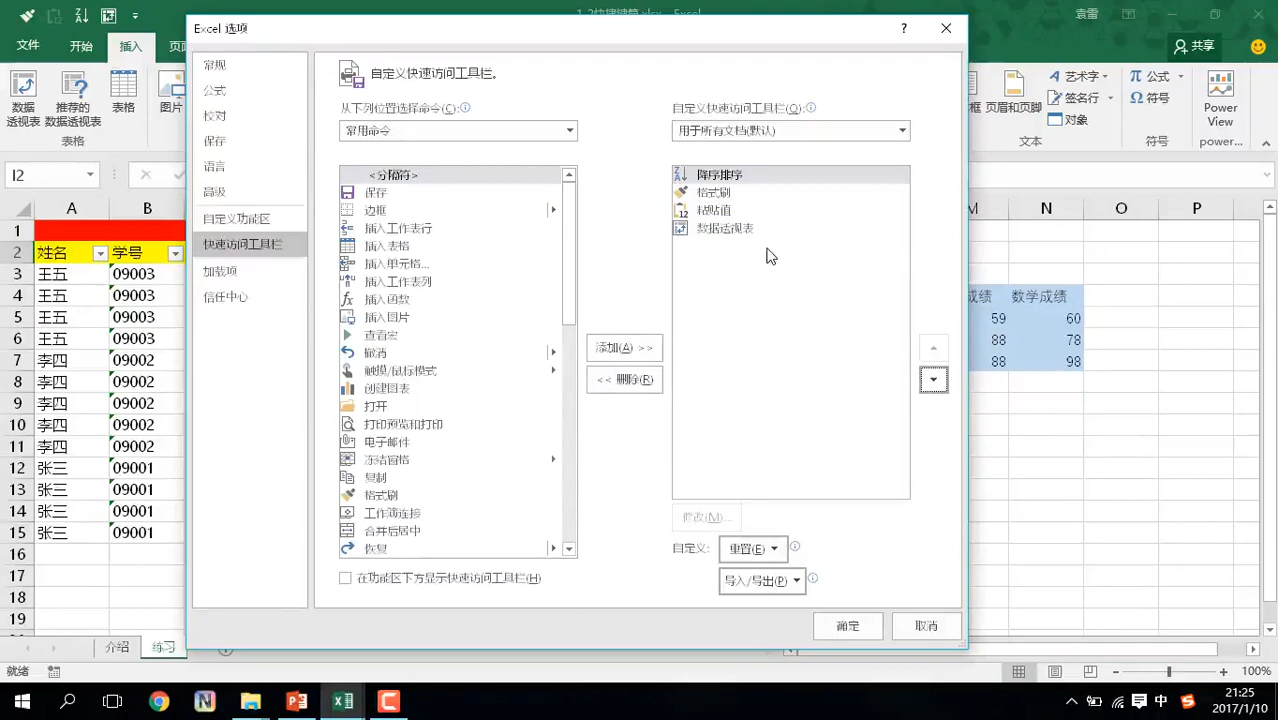 1-2快捷键篇.xlsx - Excel
袁雷
文件 开始 插入 页面
共享
数据透视表
推荐的数据透视表
表格
图片
表格
页眉和页脚
艺术字
签名行
对象
文本
公式
符号
符号
Power View
power...
Excel 选项
?
常规
公式
校对
保存
语言
高级
自定义功能区
快速访问工具栏
加载项
信任中心
自定义快速访问工具栏。
从下列位置选择命令(C):
常用命令
<分隔符>
保存
边框
插入工作表行
插入表格
插入单元格...
插入工作表列
插入函数
插入图片
查看宏
撤消
触摸/鼠标模式
创建图表
打开
打印预览和打印
电子邮件
冻结窗格
复制
格式刷
工作簿连接
合并后居中
恢复
在功能区下方显示快速访问工具栏(H)
添加(A) >>
<< 删除(R)
自定义快速访问工具栏(Q):
用于所有文档(默认)
降序排序
格式刷
粘贴值
数据透视表
修改(M)...
自定义: 重置(E)
导入/导出(P)
确定 取消
I2
A B M N O P
1
2 姓名 学号
3 王五 09003
4 王五 09003 成绩 数学成绩
5 王五 09003 59 60
6 王五 09003 88 78
7 李四 09002 88 98
8 李四 09002
9 李四 09002
10 李四 09002
11 李四 09002
12 张三 09001
13 张三 09001
14 张三 09001
15 张三 09001
16
17
18
19
介绍 练习
就绪
100%
中
21:25
2017/1/10